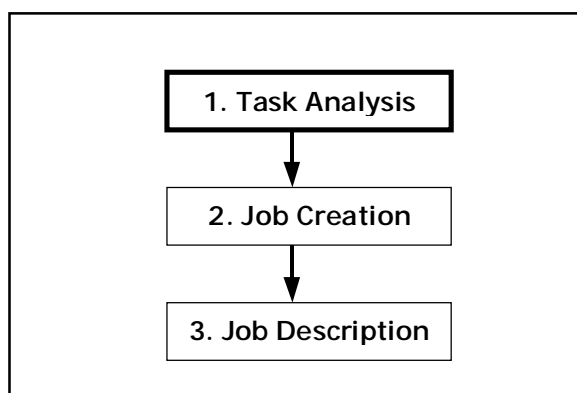 1. Task Analysis
2. Job Creation
3. Job Description